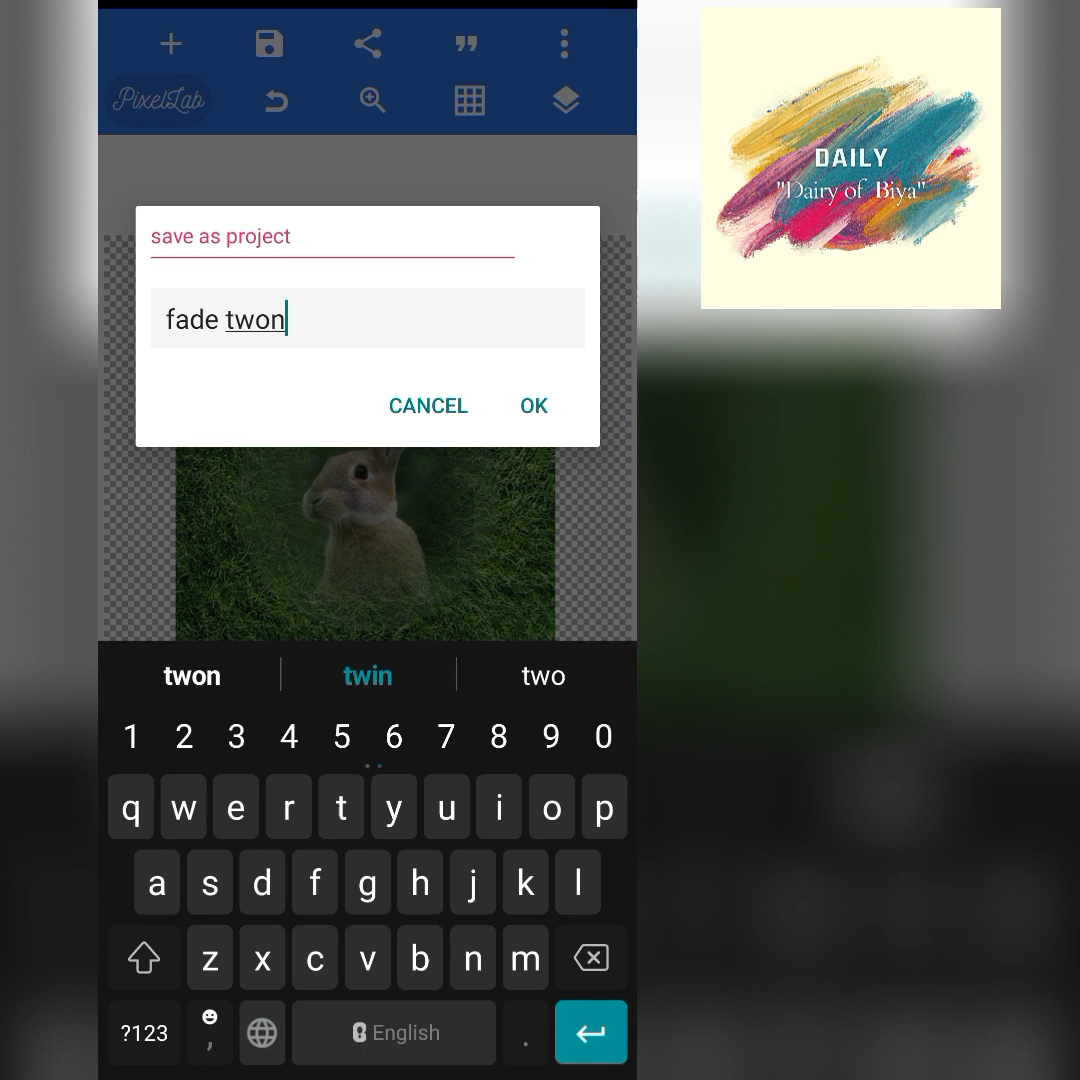 PixelLab
DAILY
"Dairy of Biya"
save as project
fade twon
CANCEL OK
twon twin two
1 2 3 4 5 6 7 8 9 0
q w e r t y u i o p
a s d f g h j k l
z x c v b n m
?123 , English .